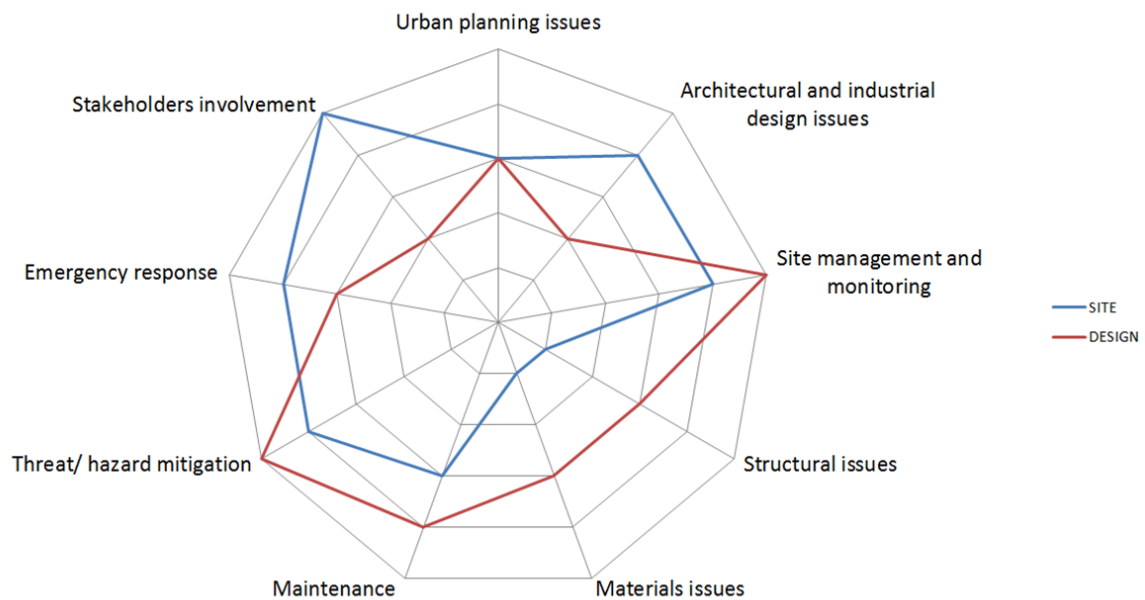 Urban planning issues
Stakeholders involvement
Architectural and industrial
design issues
Emergency response
Site management and
monitoring
SITE
DESIGN
Threat/ hazard mitigation
Structural issues
Maintenance
Materials issues